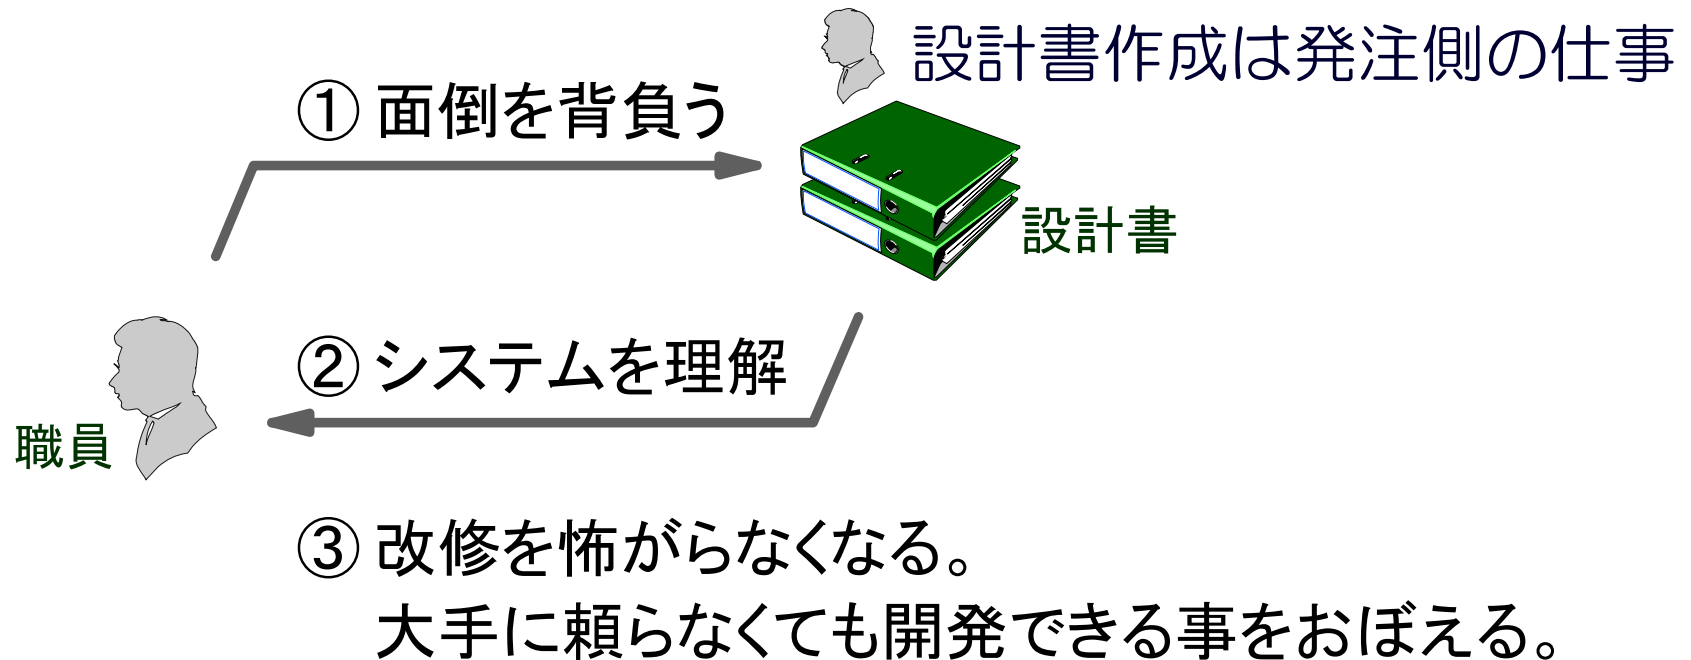 設計書作成は発注側の仕事
① 面倒を背負う
設計書
② システムを理解
職員
③ 改修を怖がらなくなる。
大手に頼らなくても開発できる事をおぼえる。